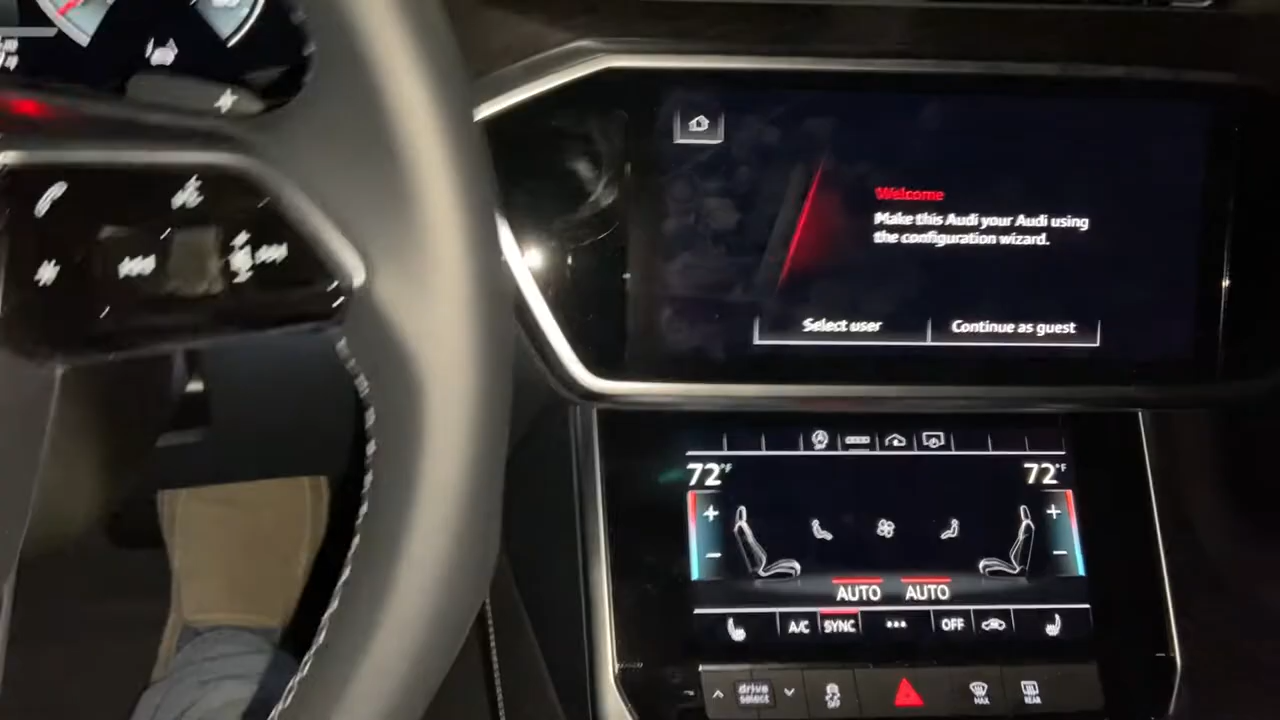 Welcome
Make this Audi your Audi using
the configuration wizard.
Select user
Continue as guest
72°F
72°F
+
+
−
−
AUTO
AUTO
A/C
SYNC
•••
OFF
drive
select
OFF
MAX
REAR